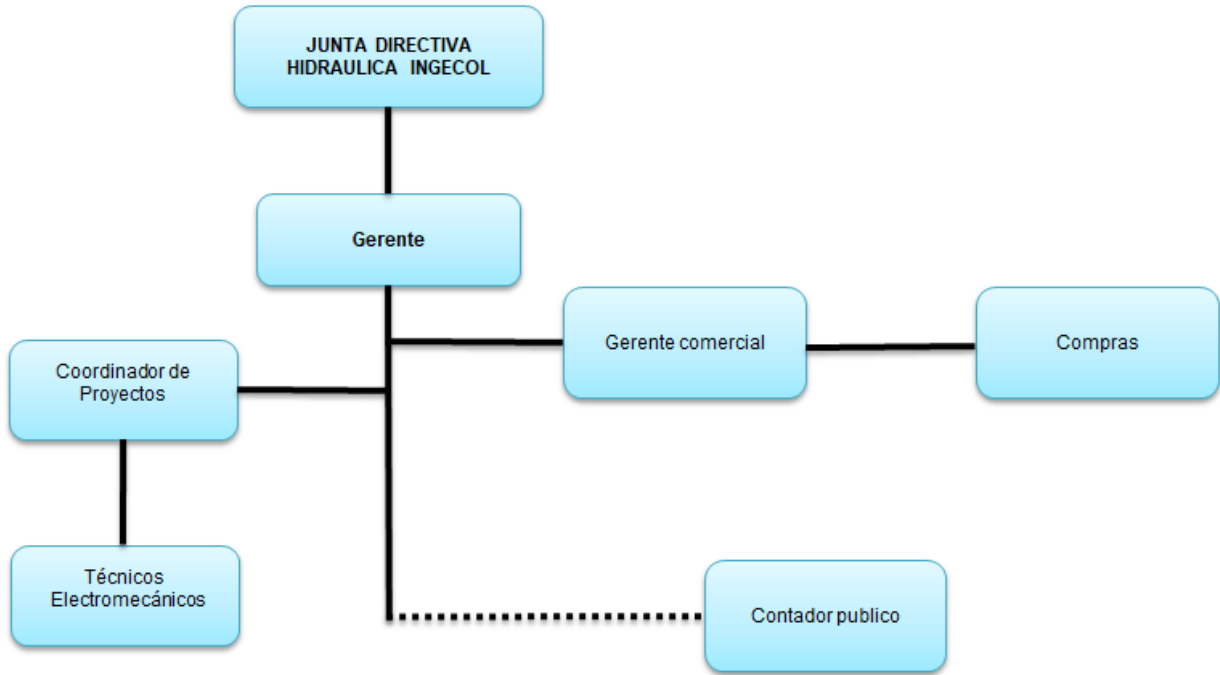 JUNTA DIRECTIVA
HIDRAULICA INGECOL
Gerente
Gerente comercial
Compras
Coordinador de
Proyectos
Técnicos
Electromecánicos
Contador publico